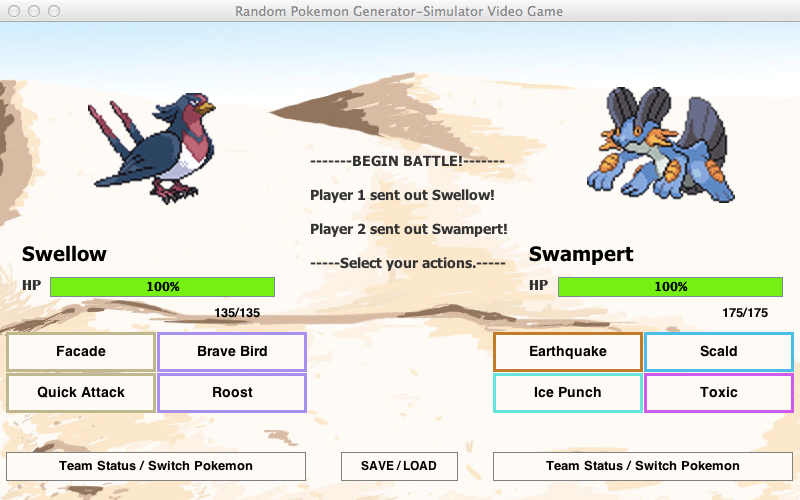 Random Pokemon Generator-Simulator Video Game
-------BEGIN BATTLE!-------
Player 1 sent out Swellow!
Player 2 sent out Swampert!
-----Select your actions.-----
Swellow
HP 100%
135/135
Facade Brave Bird
Quick Attack Roost
Team Status / Switch Pokemon
SAVE / LOAD
Swampert
HP 100%
175/175
Earthquake Scald
Ice Punch Toxic
Team Status / Switch Pokemon